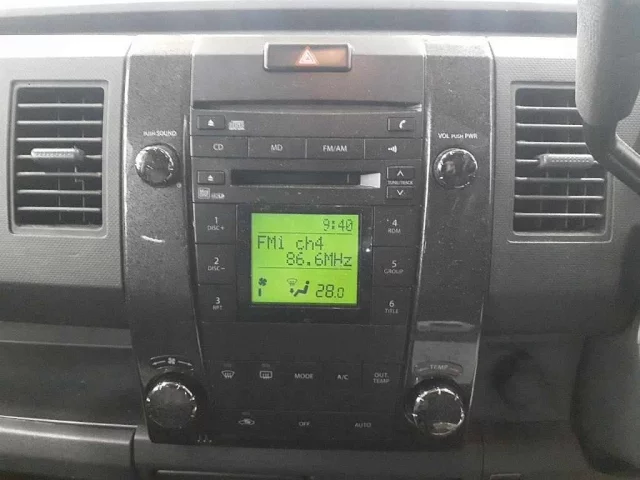 PUSH SOUND
VOL PUSH PWR
CD
MD
FM/AM
TUNE/TRACK
1
DISC +
2
DISC −
3
RPT
9:40
FM1 ch4
86.6MHz
28.0
4
RDM
5
GROUP
6
TITLE
MODE
A/C
OUT.
TEMP
TEMP
OFF
AUTO